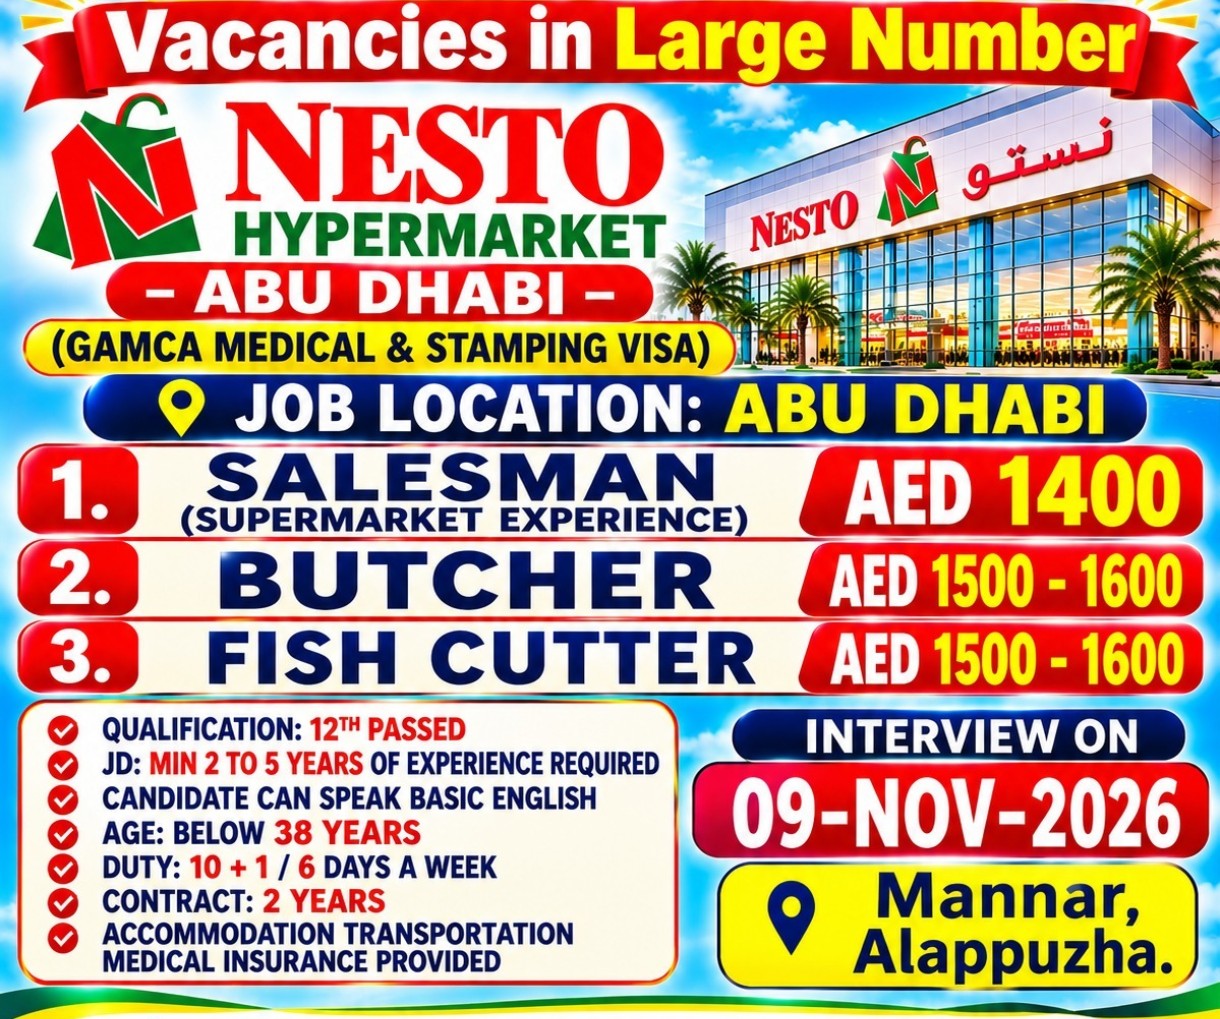 Vacancies in Large Number
N NESTO
HYPERMARKET
– ABU DHABI –
(GAMCA MEDICAL & STAMPING VISA)
NESTO N نستو
JOB LOCATION: ABU DHABI
1. SALESMAN AED 1400
(SUPERMARKET EXPERIENCE)
2. BUTCHER AED 1500 - 1600
3. FISH CUTTER AED 1500 - 1600
QUALIFICATION: 12TH PASSED
JD: MIN 2 TO 5 YEARS OF EXPERIENCE REQUIRED
CANDIDATE CAN SPEAK BASIC ENGLISH
AGE: BELOW 38 YEARS
DUTY: 10 + 1 / 6 DAYS A WEEK
CONTRACT: 2 YEARS
ACCOMMODATION TRANSPORTATION
MEDICAL INSURANCE PROVIDED
INTERVIEW ON
09-NOV-2026
Mannar,
Alappuzha.